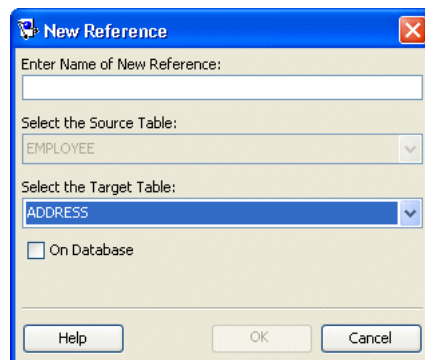 New Reference
Enter Name of New Reference:
Select the Source Table:
EMPLOYEE
Select the Target Table:
ADDRESS
On Database
Help OK Cancel